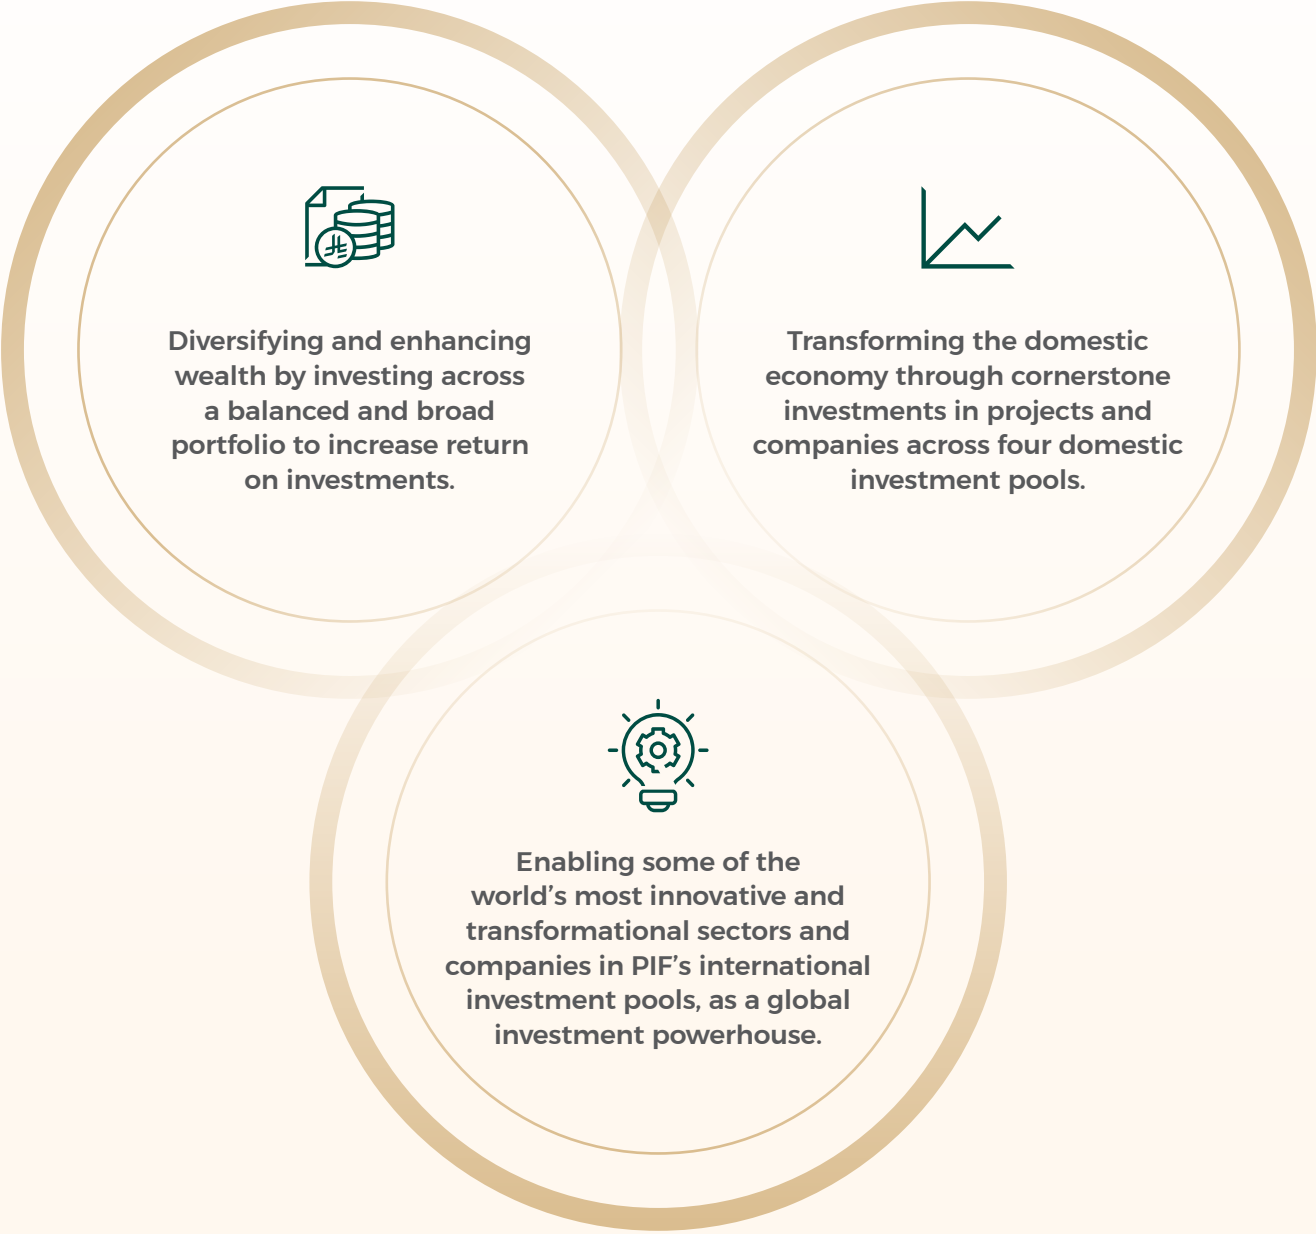 Diversifying and enhancing
wealth by investing across
a balanced and broad
portfolio to increase return
on investments.
Transforming the domestic
economy through cornerstone
investments in projects and
companies across four domestic
investment pools.
Enabling some of the
world’s most innovative and
transformational sectors and
companies in PIF’s international
investment pools, as a global
investment powerhouse.